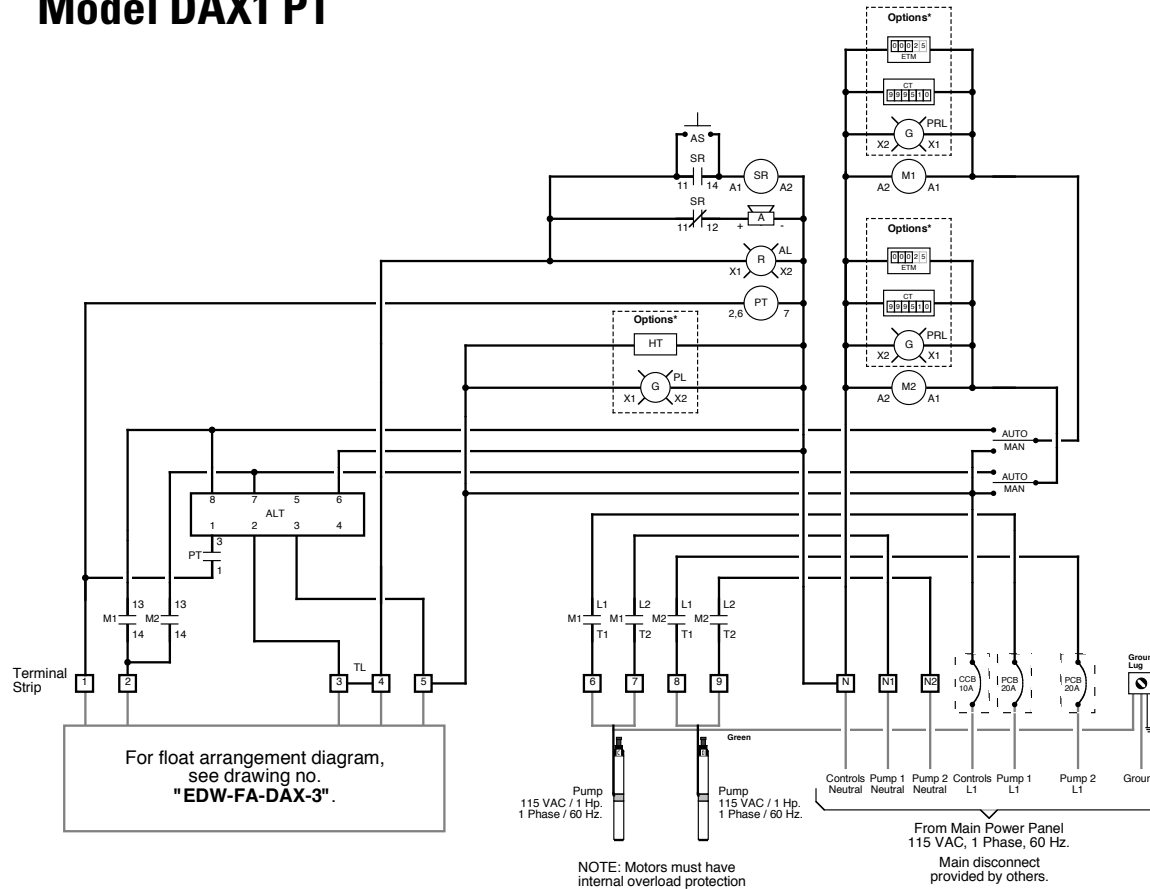 Model DAX1 PT
Options*
0 0 0 2 5
ETM
CT
9 9 9 5 1 0
G
PRL
X2
X1
M1
A2
A1
AS
SR
11
14
A1
SR
A2
SR
11
12
+
A
-
R
AL
X1
X2
PT
2,6
7
Options*
0 0 0 2 5
ETM
CT
9 9 9 5 1 0
G
PRL
X2
X1
M2
A2
A1
Options*
HT
G
PL
X1
X2
AUTO
MAN
AUTO
MAN
8
7
5
6
ALT
1
2
3
4
PT
3
1
M1
13
14
M2
13
14
M1
L1
T1
M1
L2
T2
M2
L1
T1
M2
L2
T2
Terminal
Strip
1
2
3
TL
4
5
6
7
8
9
N
N1
N2
CCB
10A
PCB
20A
PCB
20A
Green
For float arrangement diagram,
see drawing no.
"EDW-FA-DAX-3".
Pump
115 VAC / 1 Hp.
1 Phase / 60 Hz.
Pump
115 VAC / 1 Hp.
1 Phase / 60 Hz.
NOTE: Motors must have
internal overload protection
Controls
Neutral
Pump 1
Neutral
Pump 2
Neutral
Controls
L1
Pump 1
L1
Pump 2
L1
From Main Power Panel
115 VAC, 1 Phase, 60 Hz.
Main disconnect
provided by others.
Lug